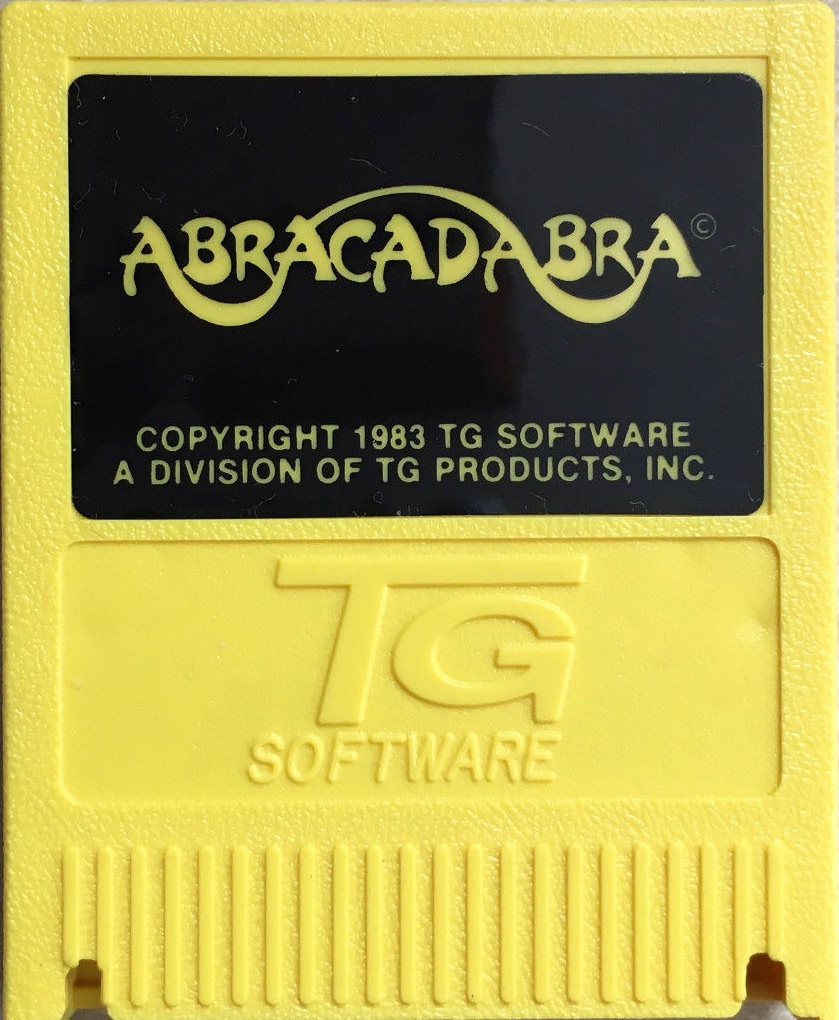 ABRACADABRA©
COPYRIGHT 1983 TG SOFTWARE
A DIVISION OF TG PRODUCTS, INC.
TG
SOFTWARE